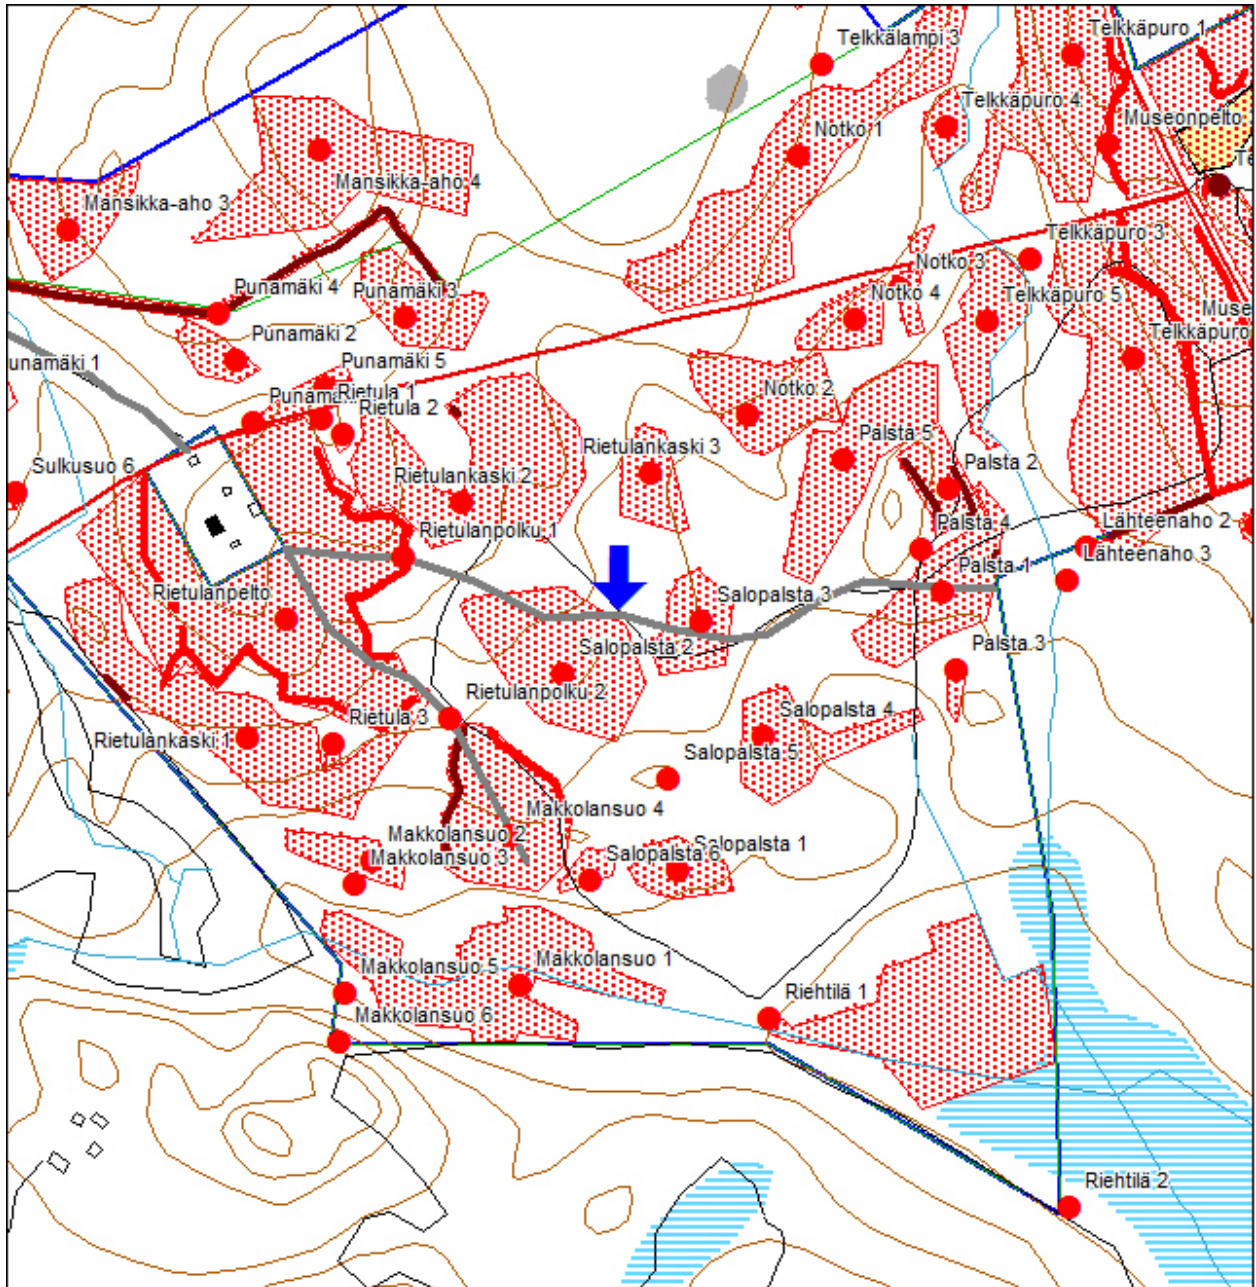 Telkkäpuro 1
Telkkälampi 3
Telkkäpuro 4
Museonpelto
Notko 1
Mansikka-aho 4
Mansikka-aho 3
Telkkäpuro 3
Notko 3
Punamäki 4
Punamäki 3
Notko 4
Telkkäpuro 5
Muse
Punamäki 2
Telkkäpuro
unamäki 1
Punamäki 5
Notko 2
Rietula 1
Rietula 2
Palsta 5
Rietulankaski 3
Palsta 2
Sulkusuo 6
Rietulankaski 2
Palsta 4
Lähteenaho 2
Rietulanpolku 1
Lähteenaho 3
Palsta 1
Rietulanpelto
Salopalsta 3
Salopalsta 2
Palsta 3
Rietulanpolku 2
Salopalsta 4
Rietula 3
Rietulankaski 1
Salopalsta 5
Makkolansuo 4
Makkolansuo 2
Salopalsta 1
Makkolansuo 3
Salopalsta 6
Makkolansuo 1
Makkolansuo 5
Riehtilä 1
Makkolansuo 6
Riehtilä 2